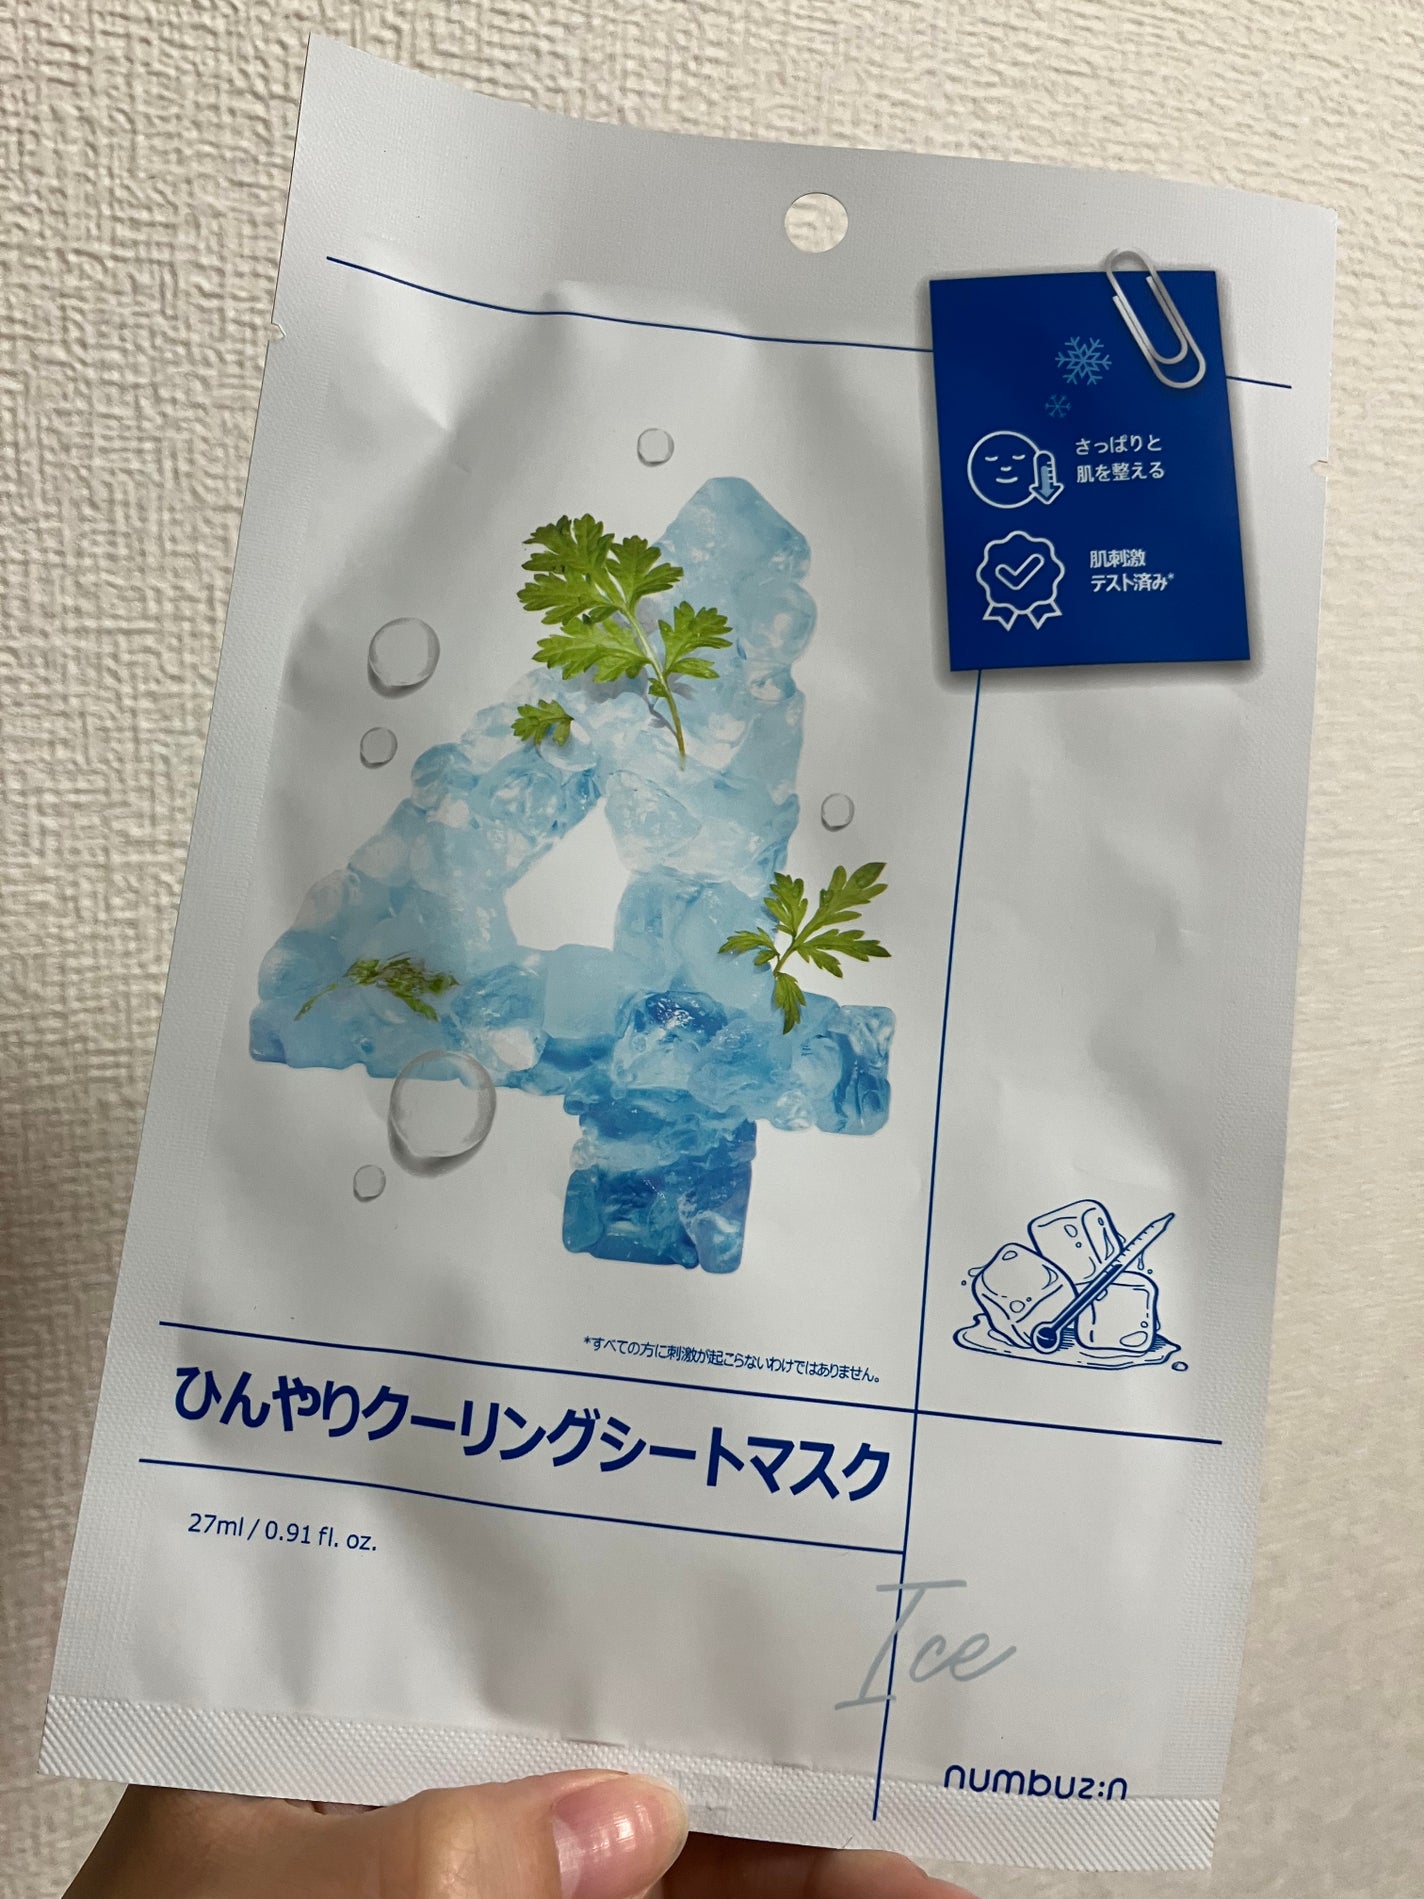 さっぱりと
肌を整える
肌刺激
テスト済み*
*すべての方に刺激が起こらないわけではありません。
ひんやりクーリングシートマスク
27ml / 0.91 fl. oz.
Ice
numbuz:n